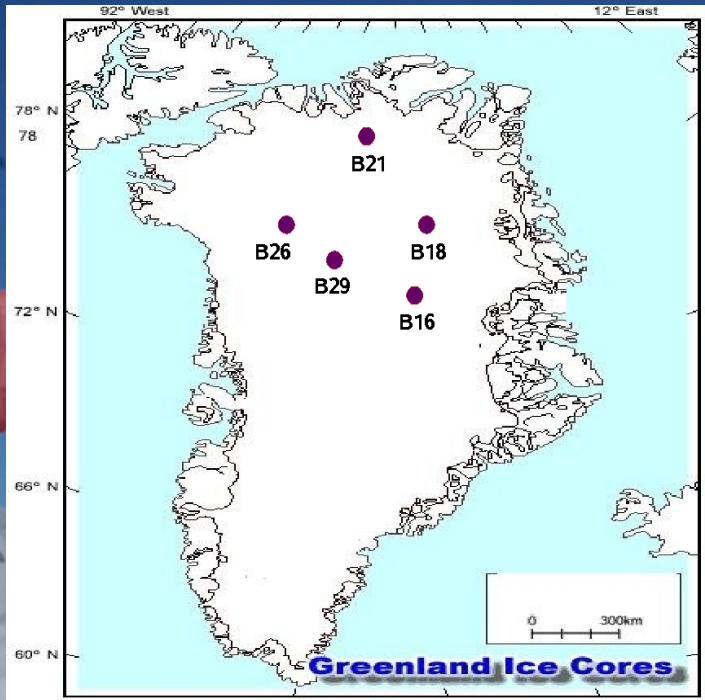 92° West 12° East
78° N
78
B21
B26 B18
B29
72° N
B16
66° N
0 300km
60° N
Greenland Ice Cores